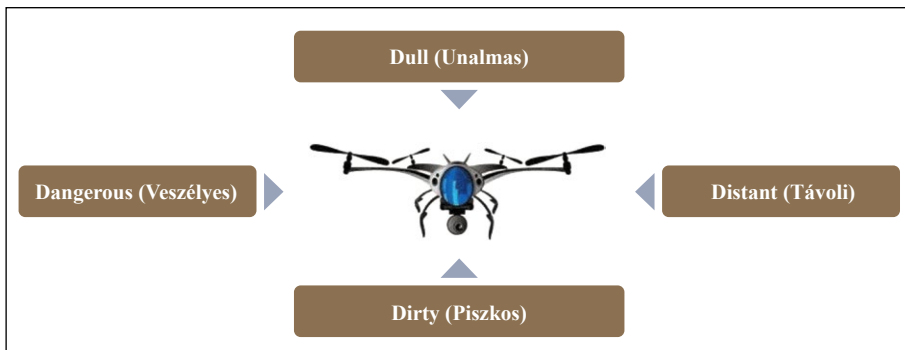 Dull (Unalmas)
Dangerous (Veszélyes)
Distant (Távoli)
Dirty (Piszkos)